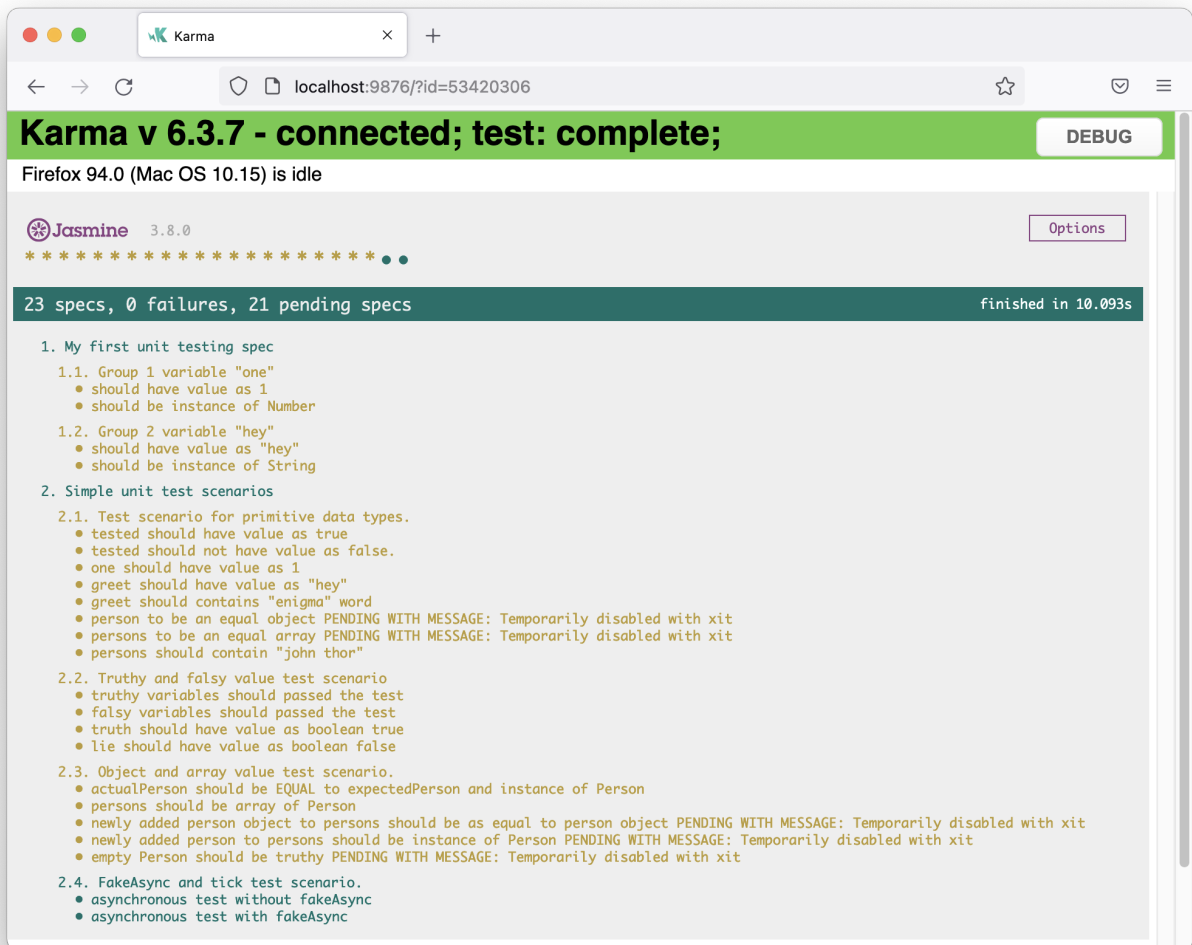 Karma
localhost:9876/?id=53420306
Karma v 6.3.7 - connected; test: complete;
DEBUG
Firefox 94.0 (Mac OS 10.15) is idle
Jasmine 3.8.0
Options
* * * * * * * * * * * * * * * * * * * * * ● ●
23 specs, 0 failures, 21 pending specs
finished in 10.093s
1. My first unit testing spec
1.1. Group 1 variable "one"
• should have value as 1
• should be instance of Number
1.2. Group 2 variable "hey"
• should have value as "hey"
• should be instance of String
2. Simple unit test scenarios
2.1. Test scenario for primitive data types.
• tested should have value as true
• tested should not have value as false.
• one should have value as 1
• greet should have value as "hey"
• greet should contains "enigma" word
• person to be an equal object PENDING WITH MESSAGE: Temporarily disabled with xit
• persons to be an equal array PENDING WITH MESSAGE: Temporarily disabled with xit
• persons should contain "john thor"
2.2. Truthy and falsy value test scenario
• truthy variables should passed the test
• falsy variables should passed the test
• truth should have value as boolean true
• lie should have value as boolean false
2.3. Object and array value test scenario.
• actualPerson should be EQUAL to expectedPerson and instance of Person
• persons should be array of Person
• newly added person object to persons should be as equal to person object PENDING WITH MESSAGE: Temporarily disabled with xit
• newly added person to persons should be instance of Person PENDING WITH MESSAGE: Temporarily disabled with xit
• empty Person should be truthy PENDING WITH MESSAGE: Temporarily disabled with xit
2.4. FakeAsync and tick test scenario.
• asynchronous test without fakeAsync
• asynchronous test with fakeAsync